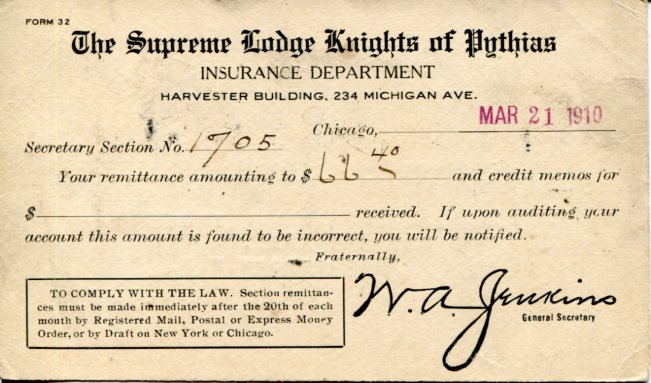 FORM 32
The Supreme Lodge Knights of Pythias
INSURANCE DEPARTMENT
HARVESTER BUILDING, 234 MICHIGAN AVE.
Chicago, MAR 21 1910
Secretary Section No. 1705
Your remittance amounting to $ 66 40 and credit memos for
$ received. If upon auditing your
account this amount is found to be incorrect, you will be notified.
Fraternally,
TO COMPLY WITH THE LAW. Section remittan-
ces must be made immediately after the 20th of each
month by Registered Mail, Postal or Express Money
Order, or by Draft on New York or Chicago.
W. A. Jenkins
General Secretary